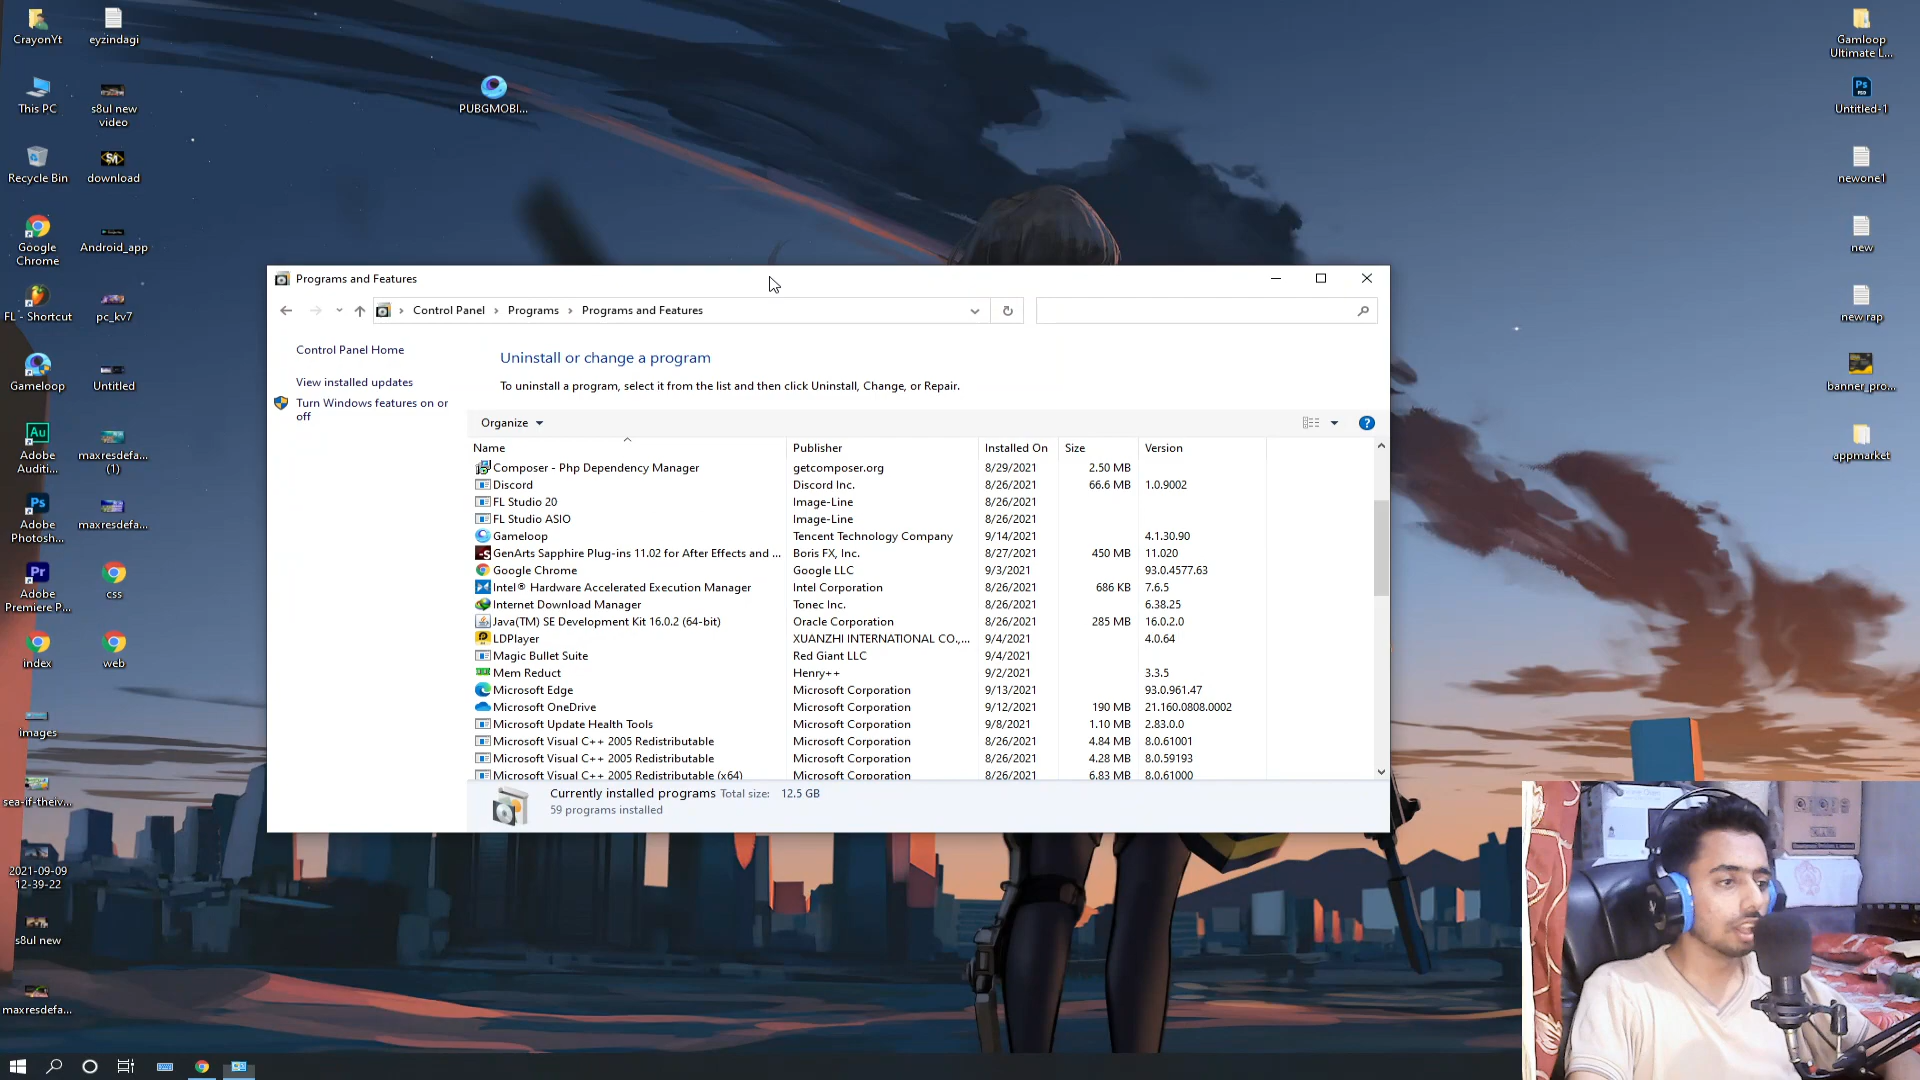 CrayonYt
eyzindagi
This PC
s8ul new
video
Recycle Bin
download
Google
Chrome
Android_app
FL - Shortcut
pc_kv7
Gameloop
Untitled
Adobe
Auditi...
maxresdefa...
(1)
Adobe
Photosh...
maxresdefa...
Adobe
Premiere P...
css
index
web
images
sea-if-theiv...
2021-09-09
12-39-22
s8ul new
maxresdefa...
PUBGMOBI...
Programs and Features
Control Panel > Programs > Programs and Features
Control Panel Home
View installed updates
Turn Windows features on or
off
Uninstall or change a program
To uninstall a program, select it from the list and then click Uninstall, Change, or Repair.
Organize
Name Publisher Installed On Size Version
Composer - Php Dependency Manager getcomposer.org 8/29/2021 2.50 MB
Discord Discord Inc. 8/26/2021 66.6 MB 1.0.9002
FL Studio 20 Image-Line 8/26/2021
FL Studio ASIO Image-Line 8/26/2021
Gameloop Tencent Technology Company 9/14/2021 4.1.30.90
GenArts Sapphire Plug-ins 11.02 for After Effects and ... Boris FX, Inc. 8/27/2021 450 MB 11.020
Google Chrome Google LLC 9/3/2021 93.0.4577.63
Intel® Hardware Accelerated Execution Manager Intel Corporation 8/26/2021 686 KB 7.6.5
Internet Download Manager Tonec Inc. 8/26/2021 6.38.25
Java(TM) SE Development Kit 16.0.2 (64-bit) Oracle Corporation 8/26/2021 285 MB 16.0.2.0
LDPlayer XUANZHI INTERNATIONAL CO.,... 9/4/2021 4.0.64
Magic Bullet Suite Red Giant LLC 9/4/2021
Mem Reduct Henry++ 9/2/2021 3.3.5
Microsoft Edge Microsoft Corporation 9/13/2021 93.0.961.47
Microsoft OneDrive Microsoft Corporation 9/12/2021 190 MB 21.160.0808.0002
Microsoft Update Health Tools Microsoft Corporation 9/8/2021 1.10 MB 2.83.0.0
Microsoft Visual C++ 2005 Redistributable Microsoft Corporation 8/26/2021 4.84 MB 8.0.61001
Microsoft Visual C++ 2005 Redistributable Microsoft Corporation 8/26/2021 4.28 MB 8.0.59193
Microsoft Visual C++ 2005 Redistributable (x64) Microsoft Corporation 8/26/2021 6.83 MB 8.0.61000
Currently installed programs Total size: 12.5 GB
59 programs installed
Gamloop
Ultimate L...
Untitled-1
newone1
new
new rap
banner_pro...
appmarket